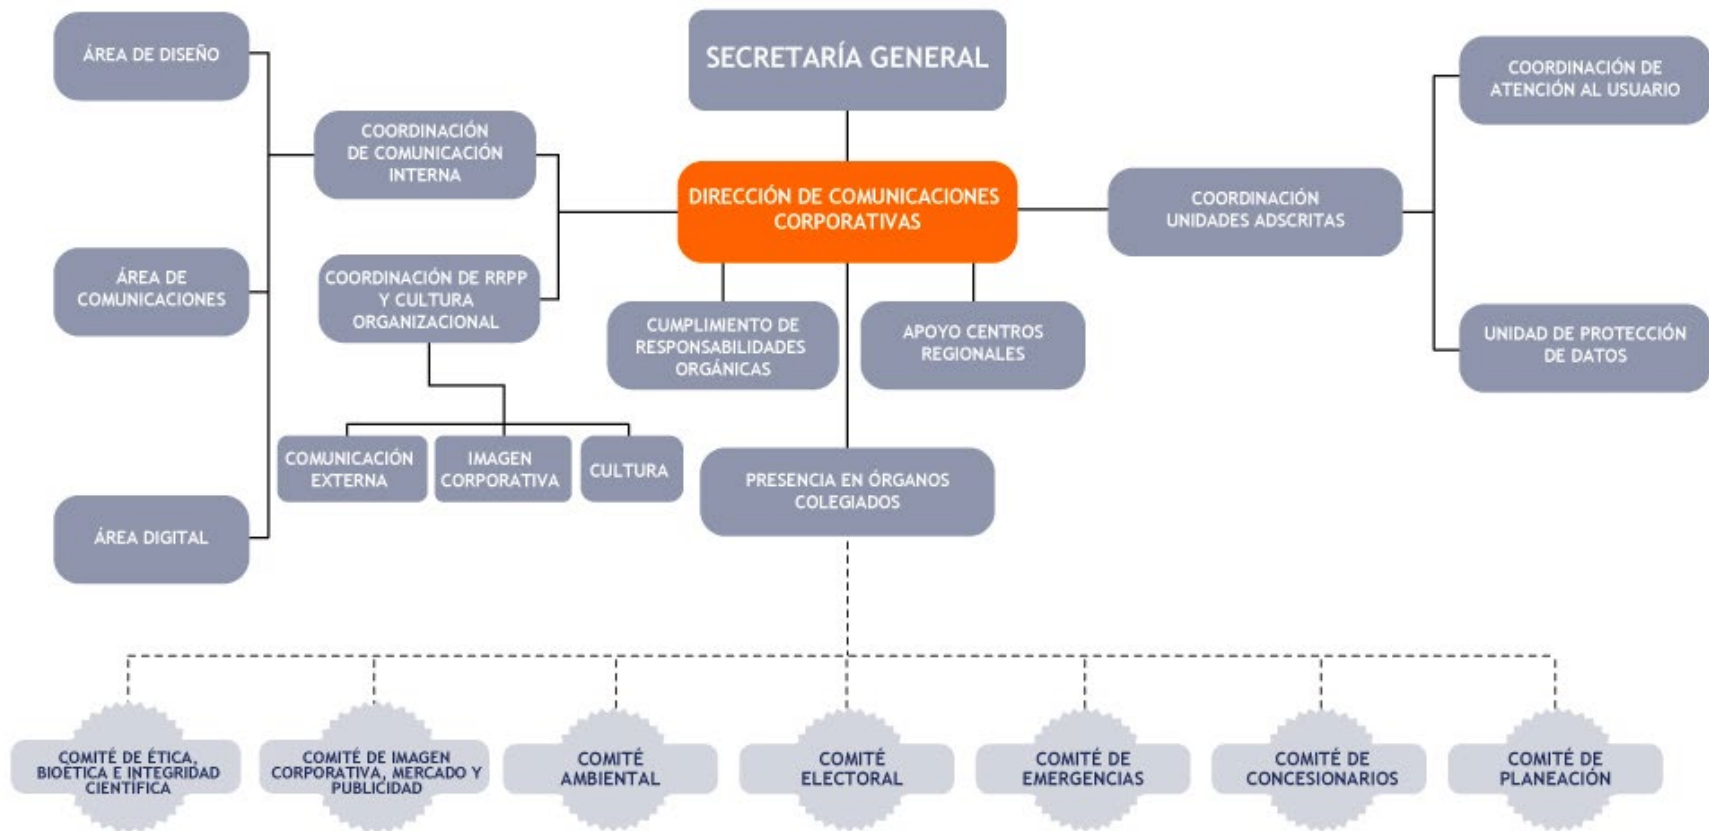 SECRETARÍA GENERAL
DIRECCIÓN DE COMUNICACIONES
CORPORATIVAS
ÁREA DE DISEÑO
COORDINACIÓN
DE COMUNICACIÓN
INTERNA
ÁREA DE
COMUNICACIONES
COORDINACIÓN DE RRPP
Y CULTURA
ORGANIZACIONAL
ÁREA DIGITAL
COMUNICACIÓN
EXTERNA
IMAGEN
CORPORATIVA
CULTURA
CUMPLIMIENTO DE
RESPONSABILIDADES
ORGÁNICAS
APOYO CENTROS
REGIONALES
PRESENCIA EN ÓRGANOS
COLEGIADOS
COORDINACIÓN
UNIDADES ADSCRITAS
COORDINACIÓN DE
ATENCIÓN AL USUARIO
UNIDAD DE PROTECCIÓN
DE DATOS
COMITÉ DE ÉTICA,
BIOÉTICA E INTEGRIDAD
CIENTÍFICA
COMITÉ DE IMAGEN
CORPORATIVA, MERCADO Y
PUBLICIDAD
COMITÉ
AMBIENTAL
COMITÉ
ELECTORAL
COMITÉ DE
EMERGENCIAS
COMITÉ DE
CONCESIONARIOS
COMITÉ DE
PLANEACIÓN